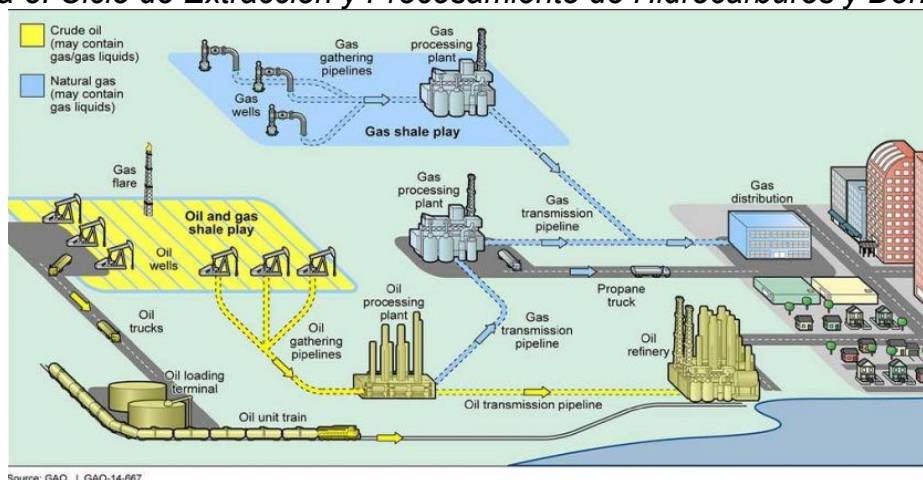 el Ciclo de Extracción y Procesamiento de Hidrocarburos y
Crude oil
(may contain
gas/gas liquids)
Natural gas
(may contain
gas liquids)
Gas
gathering
pipelines
Gas
processing
plant
Gas
wells
Gas shale play
Gas
flare
Oil and gas
shale play
Oil
wells
Gas
processing
plant
Gas
transmission
pipeline
Gas
distribution
Propane
truck
Oil
trucks
Oil
gathering
pipelines
Oil
processing
plant
Gas
transmission
pipeline
Oil
refinery
Oil loading
terminal
Oil unit train
Oil transmission pipeline
Source: GAO | GAO-14-667